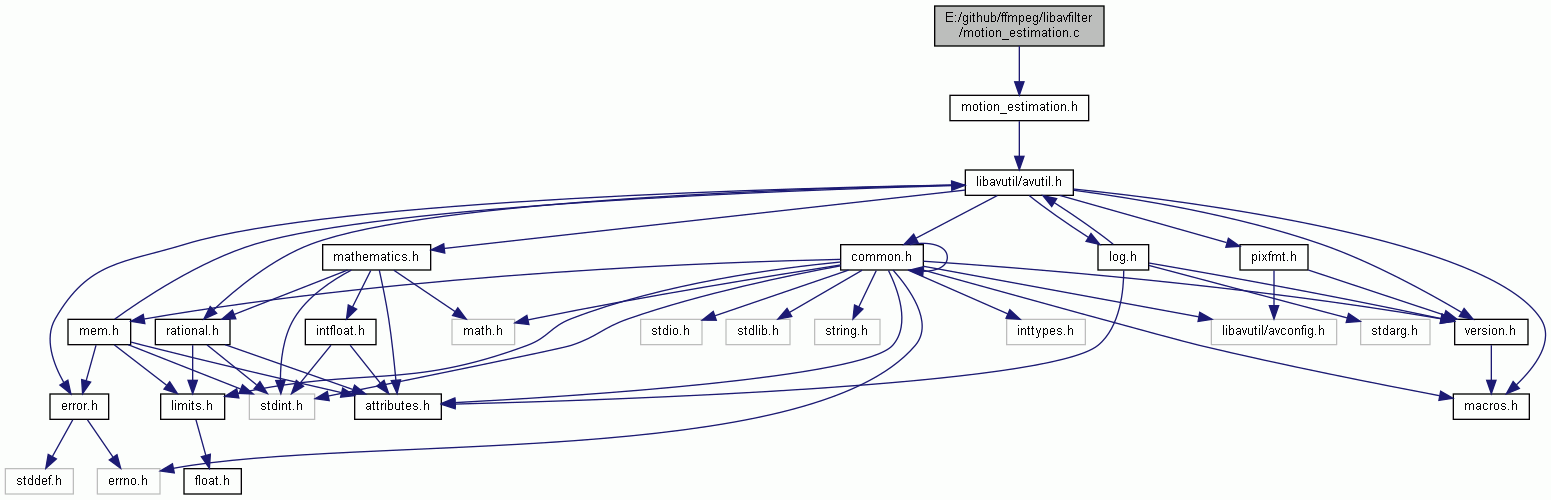 E:/github/ffmpeg/libavfilter
/motion_estimation.c
motion_estimation.h
libavutil/avutil.h
mathematics.h
common.h
log.h
pixfmt.h
mem.h
rational.h
intfloat.h
math.h
stdio.h
stdlib.h
string.h
inttypes.h
libavutil/avconfig.h
stdarg.h
version.h
error.h
limits.h
stdint.h
attributes.h
macros.h
stddef.h
errno.h
float.h